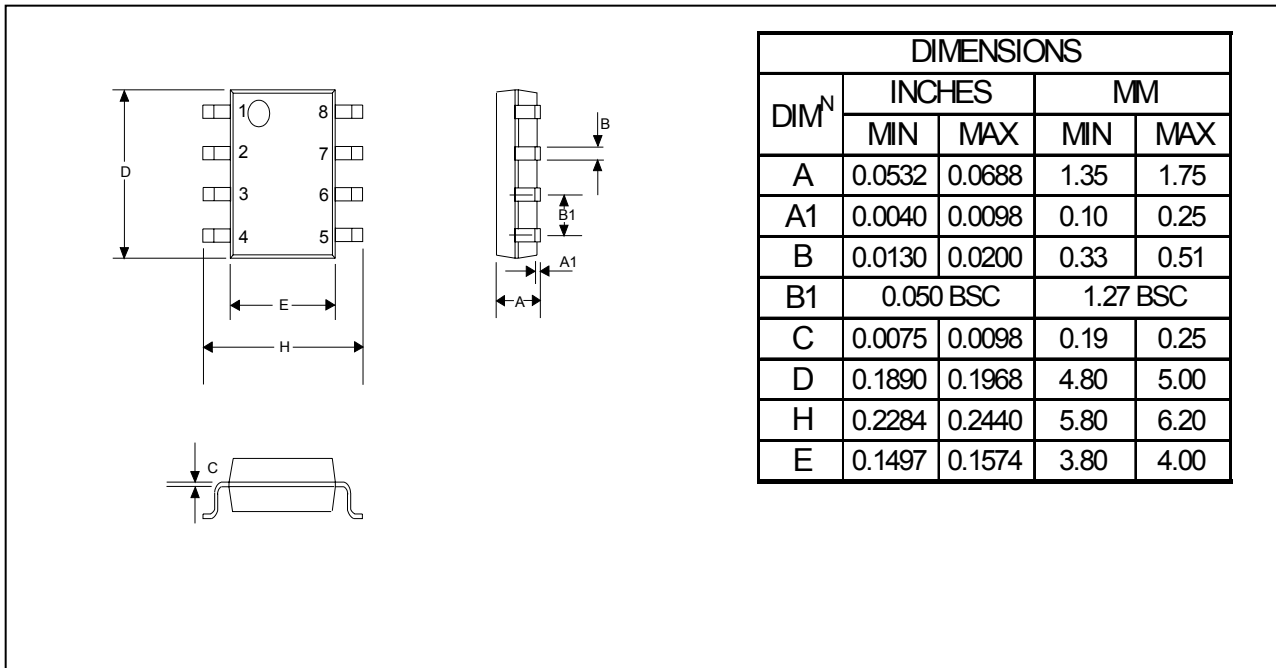 1 8
2 7
3 6
4 5
D
E
H
B
B1
A1
A
C
DIMENSIONS
DIMᴺ INCHES MM
MIN MAX MIN MAX
A 0.0532 0.0688 1.35 1.75
A1 0.0040 0.0098 0.10 0.25
B 0.0130 0.0200 0.33 0.51
B1 0.050 BSC 1.27 BSC
C 0.0075 0.0098 0.19 0.25
D 0.1890 0.1968 4.80 5.00
H 0.2284 0.2440 5.80 6.20
E 0.1497 0.1574 3.80 4.00